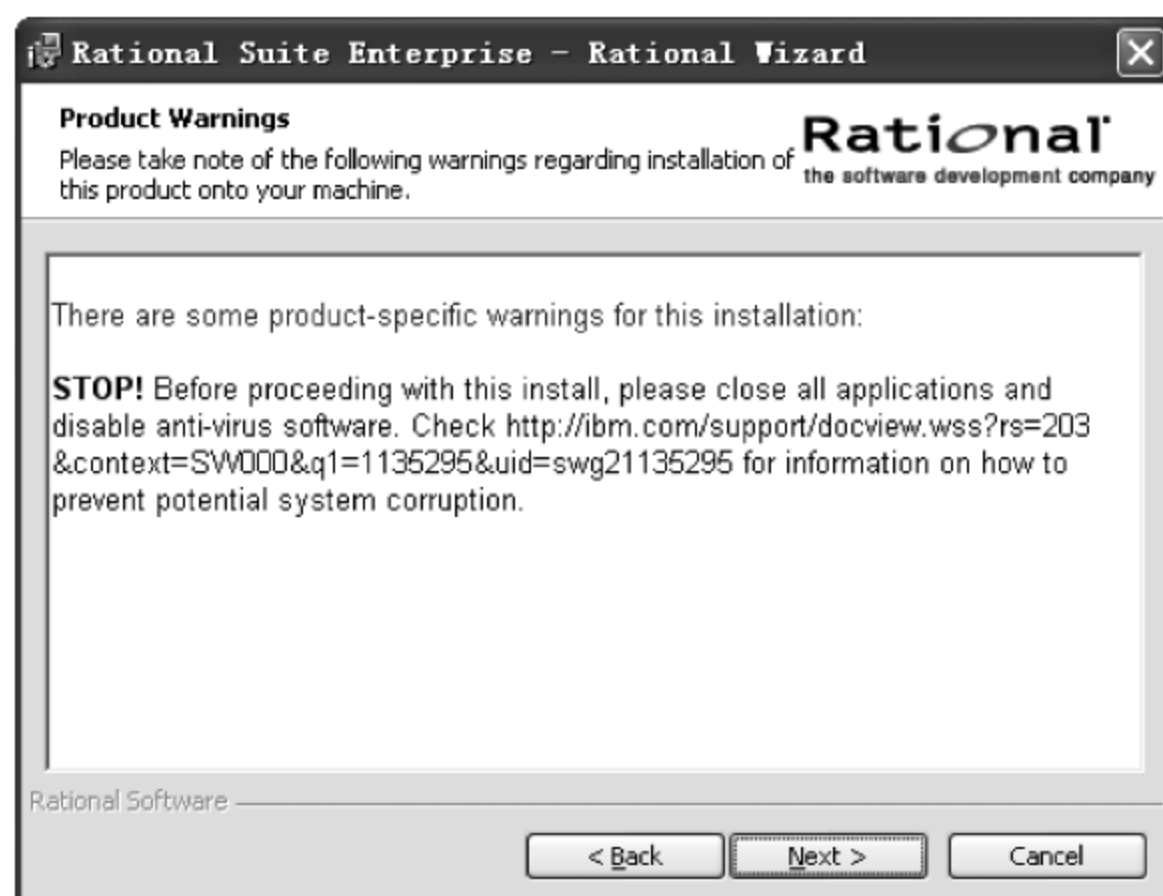 Rational Suite Enterprise - Rational Wizard
Product Warnings
Please take note of the following warnings regarding installation of
this product onto your machine.
Rational
the software development company
There are some product-specific warnings for this installation:
STOP! Before proceeding with this install, please close all applications and
disable anti-virus software. Check http://ibm.com/support/docview.wss?rs=203
&context=SW000&q1=1135295&uid=swg21135295 for information on how to
prevent potential system corruption.
Rational Software
< Back
Next >
Cancel